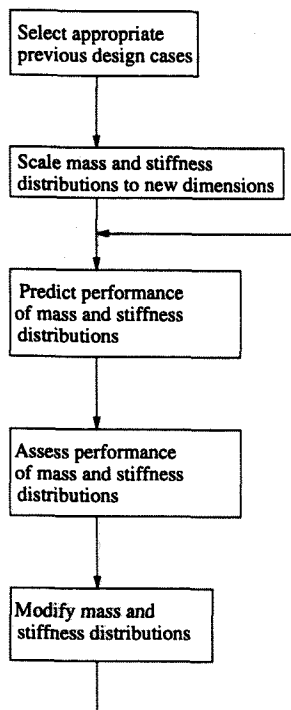 Select appropriate
previous design cases
Scale mass and stiffness
distributions to new dimensions
Predict performance
of mass and stiffness
distributions
Assess performance
of mass and stiffness
distributions
Modify mass and
stiffness distributions